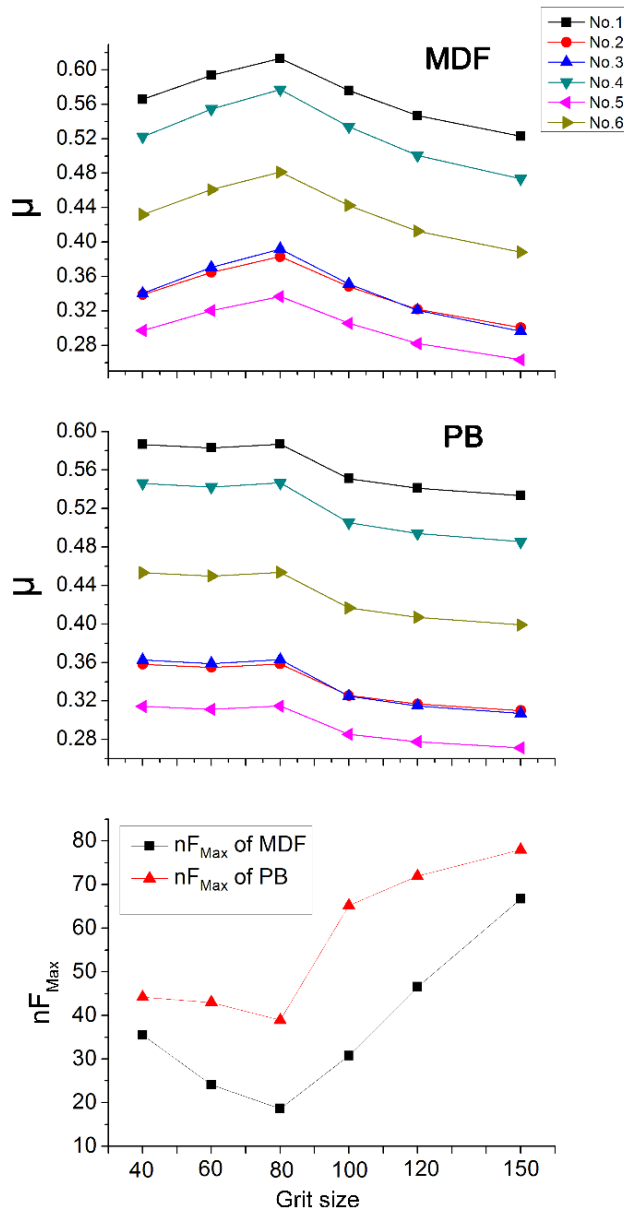 MDF
No.1
No.2
No.3
No.4
No.5
No.6
μ
0.60
0.56
0.52
0.48
0.44
0.40
0.36
0.32
0.28
PB
μ
0.60
0.56
0.52
0.48
0.44
0.40
0.36
0.32
0.28
nF_Max of MDF
nF_Max of PB
nF_Max
80
70
60
50
40
30
20
10
40 60 80 100 120 150
Grit size